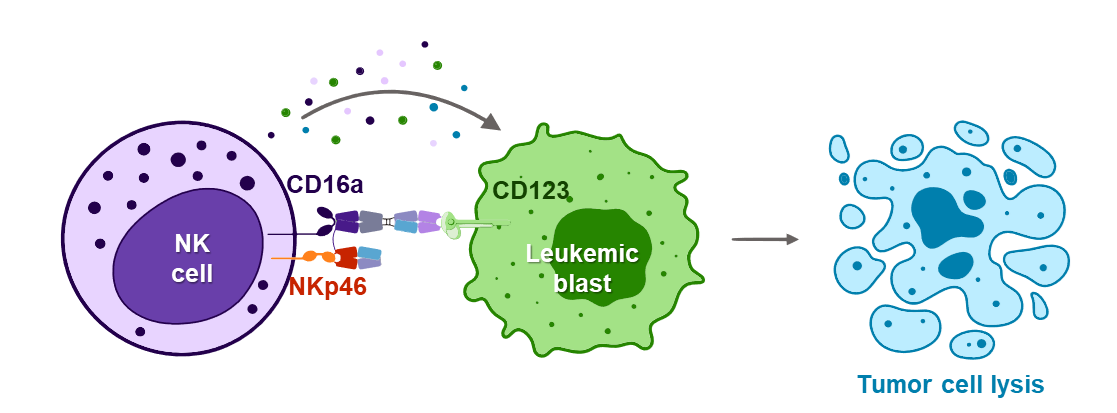 CD16a
CD123
NK
cell
Leukemic
blast
NKp46
Tumor cell lysis